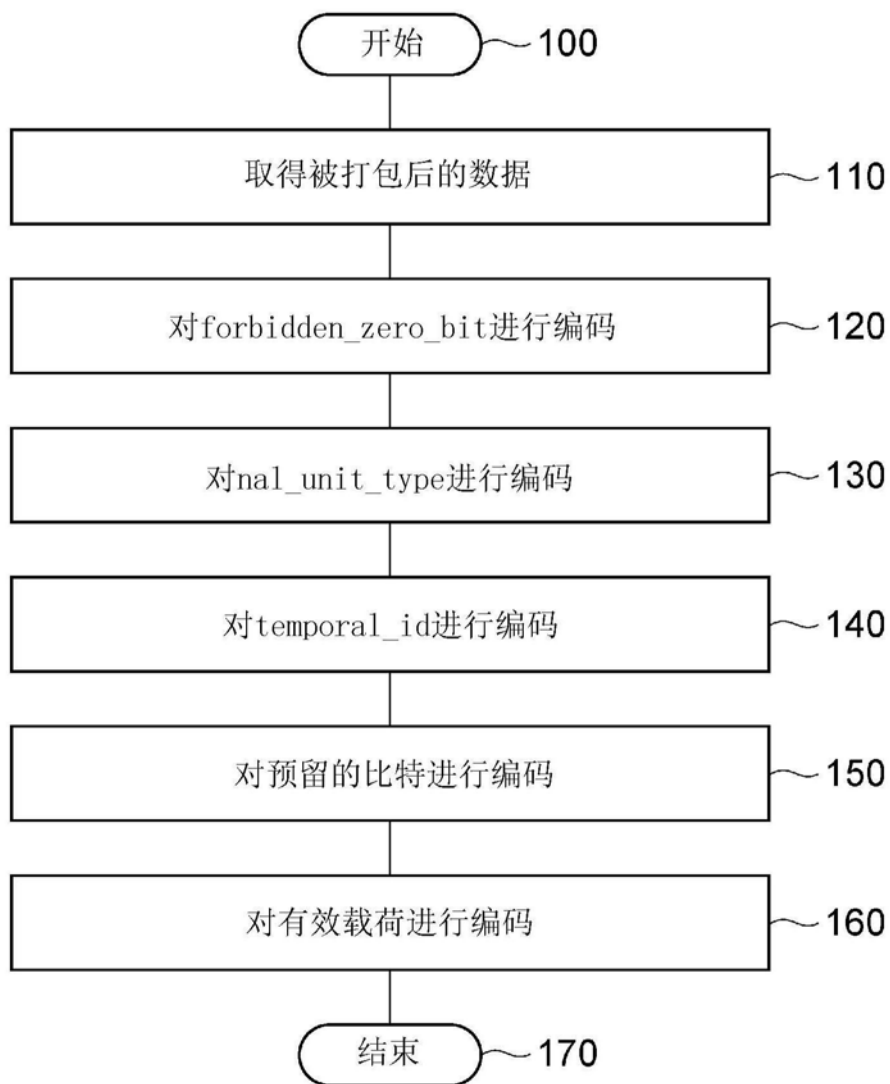 开始 100
取得被打包后的数据 110
对forbidden_zero_bit进行编码 120
对nal_unit_type进行编码 130
对temporal_id进行编码 140
对预留的比特进行编码 150
对有效载荷进行编码 160
结束 170